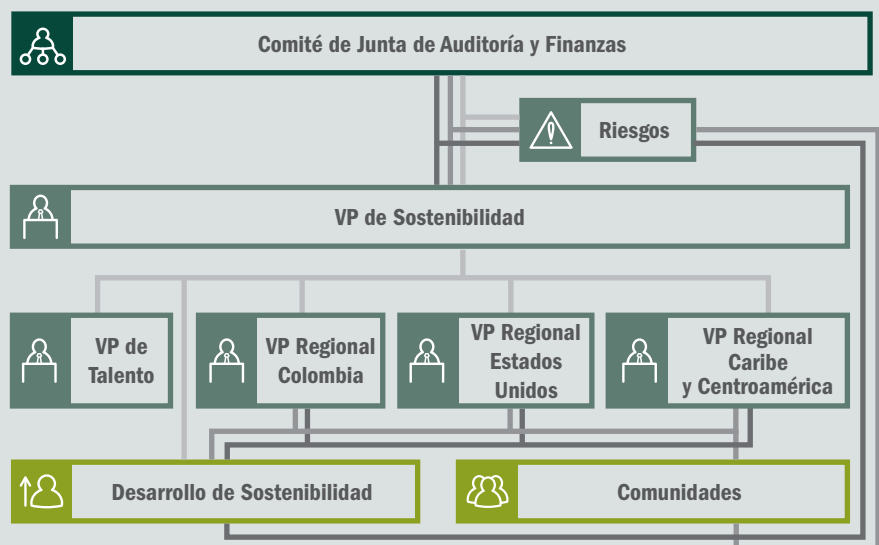 Comité de Junta de Auditoría y Finanzas
Riesgos
VP de Sostenibilidad
VP de
Talento
VP Regional
Colombia
VP Regional
Estados
Unidos
VP Regional
Caribe
y Centroamérica
Desarrollo de Sostenibilidad
Comunidades